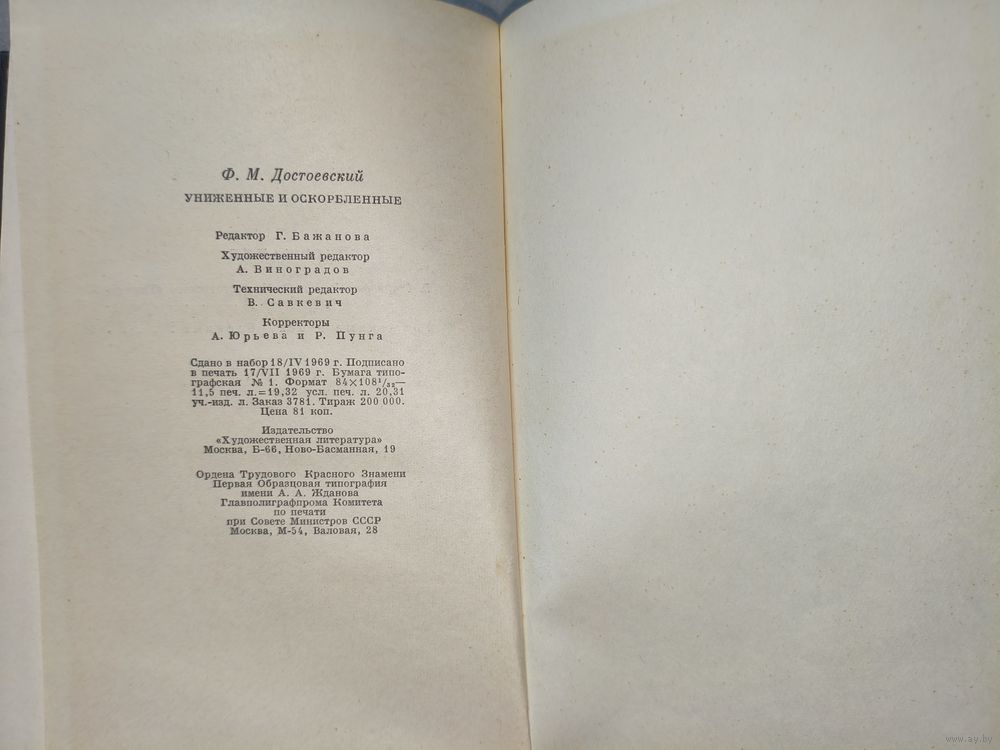 Ф. М. Достоевский
УНИЖЕННЫЕ И ОСКОРБЛЕННЫЕ
Редактор Г. Бажанова
Художественный редактор
А. Виноградов
Технический редактор
В. Савкевич
Корректоры
А. Юрьева и Р. Пунга
Сдано в набор 18/IV 1969 г. Подписано
в печать 17/VII 1969 г. Бумага типо-
графская № 1. Формат 84×108¹/₃₂—
11,5 печ. л.=19,32 усл. печ. л. 20,31
уч.-изд. л. Заказ 3781. Тираж 200 000.
Цена 81 коп.
Издательство
«Художественная литература»
Москва, Б-66, Ново-Басманная, 19
Ордена Трудового Красного Знамени
Первая Образцовая типография
имени А. А. Жданова
Главполиграфпрома Комитета
по печати
при Совете Министров СССР
Москва, М-54, Валовая, 28
www.ay.by